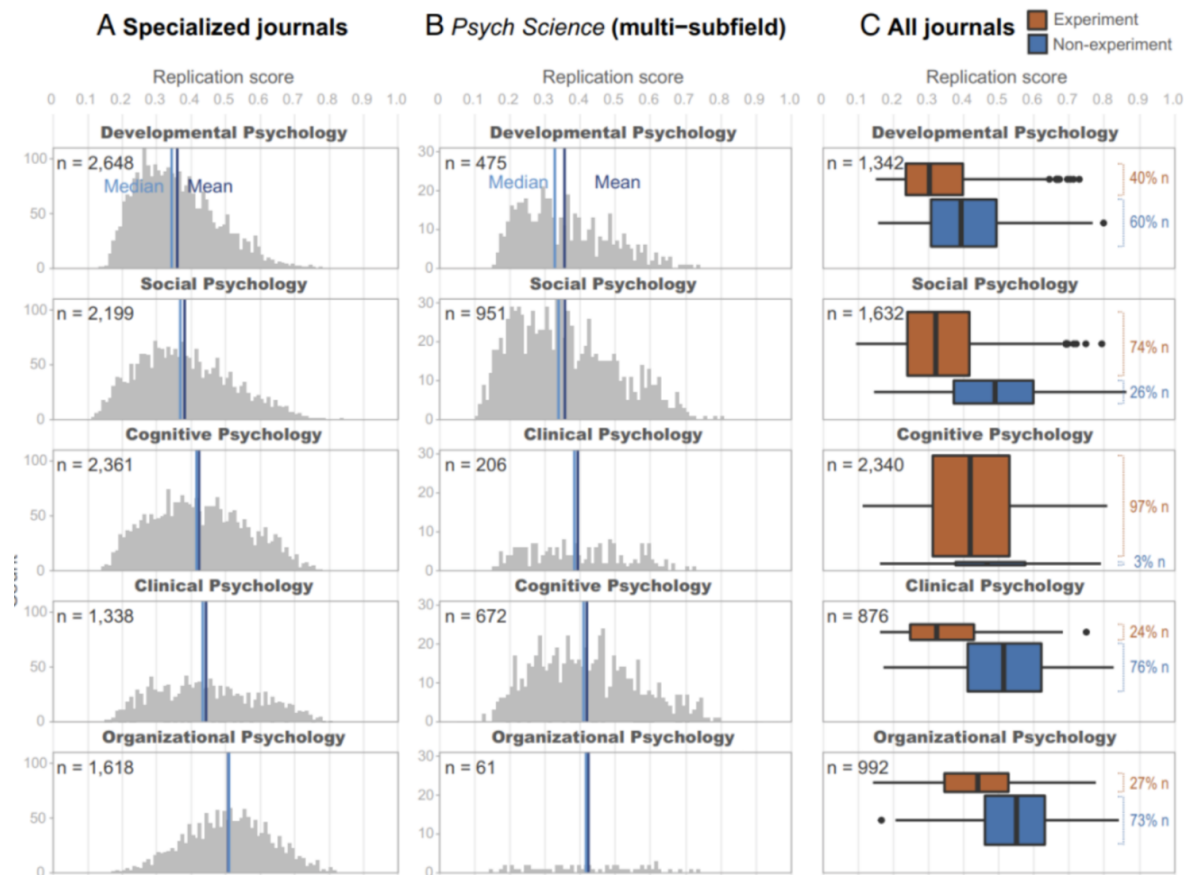 A Specialized journals
Replication score
0 0.1 0.2 0.3 0.4 0.5 0.6 0.7 0.8 0.9 1.0
Developmental Psychology
100
50
0
n = 2,648
Median Mean
Social Psychology
100
50
0
n = 2,199
Cognitive Psychology
100
50
0
n = 2,361
Clinical Psychology
100
50
0
n = 1,338
Organizational Psychology
100
50
0
n = 1,618
B Psych Science (multi−subfield)
Replication score
0 0.1 0.2 0.3 0.4 0.5 0.6 0.7 0.8 0.9 1.0
Developmental Psychology
30
20
10
0
n = 475
Median Mean
Social Psychology
30
20
10
0
n = 951
Clinical Psychology
30
20
10
0
n = 206
Cognitive Psychology
30
20
10
0
n = 672
Organizational Psychology
30
20
10
0
n = 61
C All journals
Experiment
Non-experiment
Replication score
0 0.1 0.2 0.3 0.4 0.5 0.6 0.7 0.8 0.9 1.0
Developmental Psychology
n = 1,342
40% n
60% n
Social Psychology
n = 1,632
74% n
26% n
Cognitive Psychology
n = 2,340
97% n
3% n
Clinical Psychology
n = 876
24% n
76% n
Organizational Psychology
n = 992
27% n
73% n